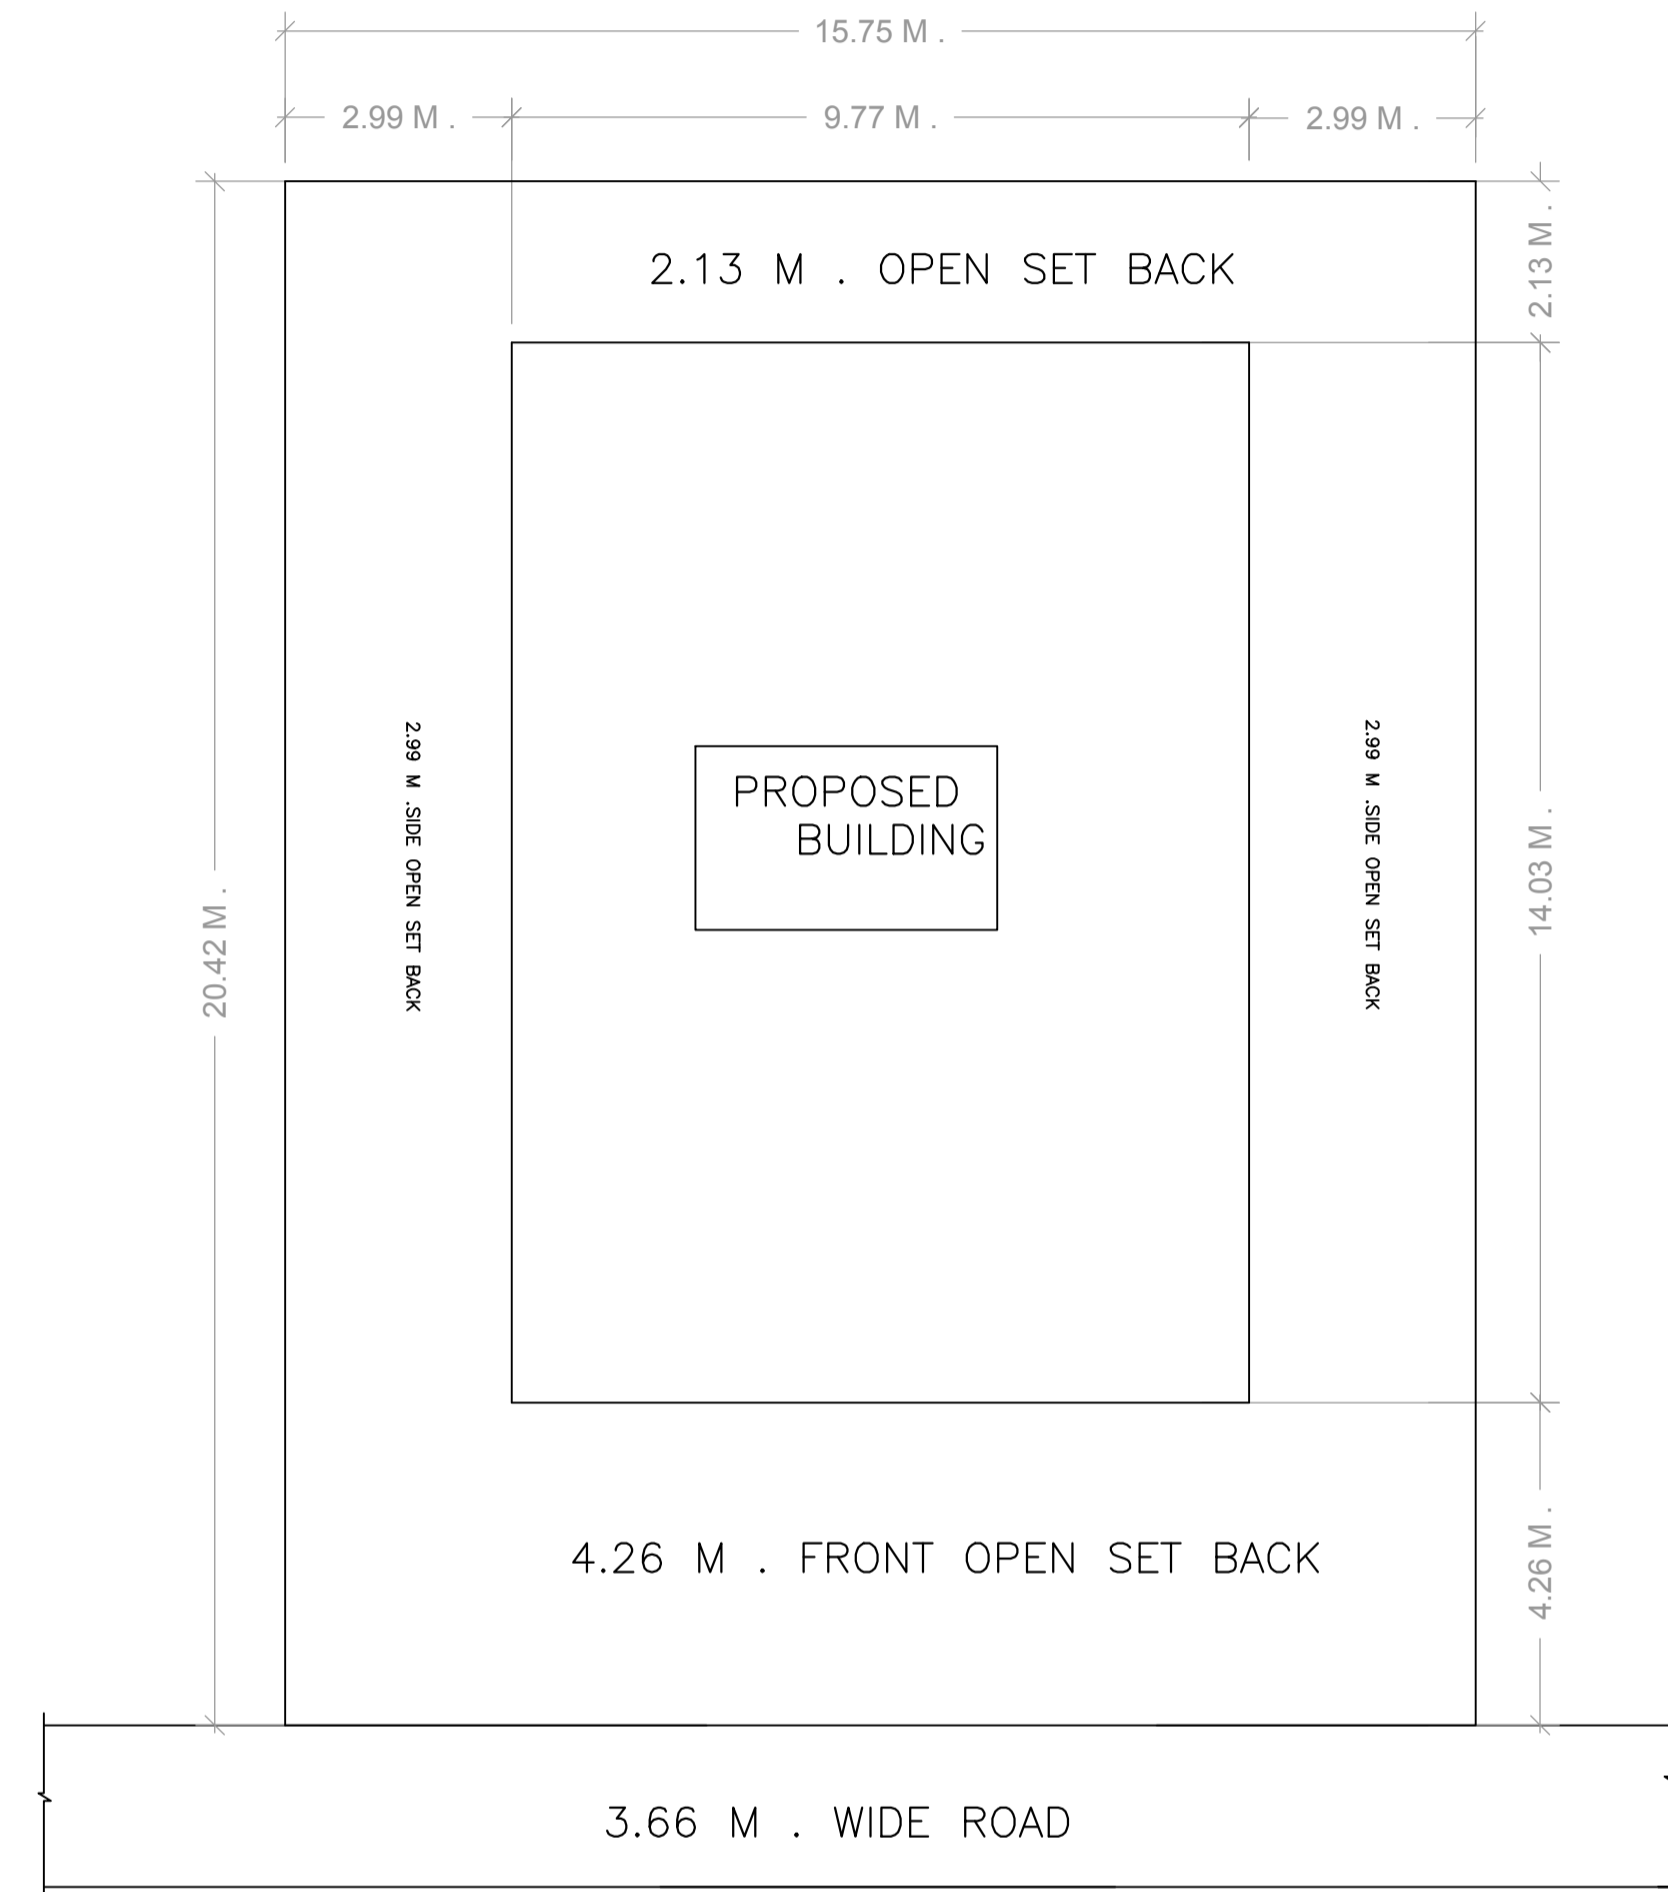 15.75 M .
2.99 M .
9.77 M .
2.99 M .
2.13 M . OPEN SET BACK
2.13 M .
PROPOSED
BUILDING
2.99 M .SIDE OPEN SET BACK
2.99 M .SIDE OPEN SET BACK
20.42 M .
14.03 M .
4.26 M . FRONT OPEN SET BACK
4.26 M .
3.66 M . WIDE ROAD